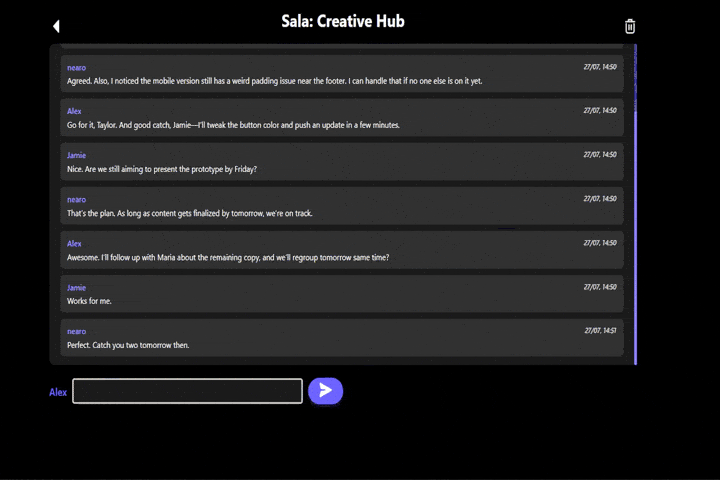 Sala: Creative Hub
nearo
27/07, 14:50
Agreed. Also, I noticed the mobile version still has a weird padding issue near the footer. I can handle that if no one else is on it yet.
Alex
27/07, 14:50
Go for it, Taylor. And good catch, Jamie—I'll tweak the button color and push an update in a few minutes.
Jamie
27/07, 14:50
Nice. Are we still aiming to present the prototype by Friday?
nearo
27/07, 14:50
That's the plan. As long as content gets finalized by tomorrow, we're on track.
Alex
27/07, 14:50
Awesome. I'll follow up with Maria about the remaining copy, and we'll regroup tomorrow same time?
Jamie
27/07, 14:50
Works for me.
nearo
27/07, 14:51
Perfect. Catch you two tomorrow then.
Alex